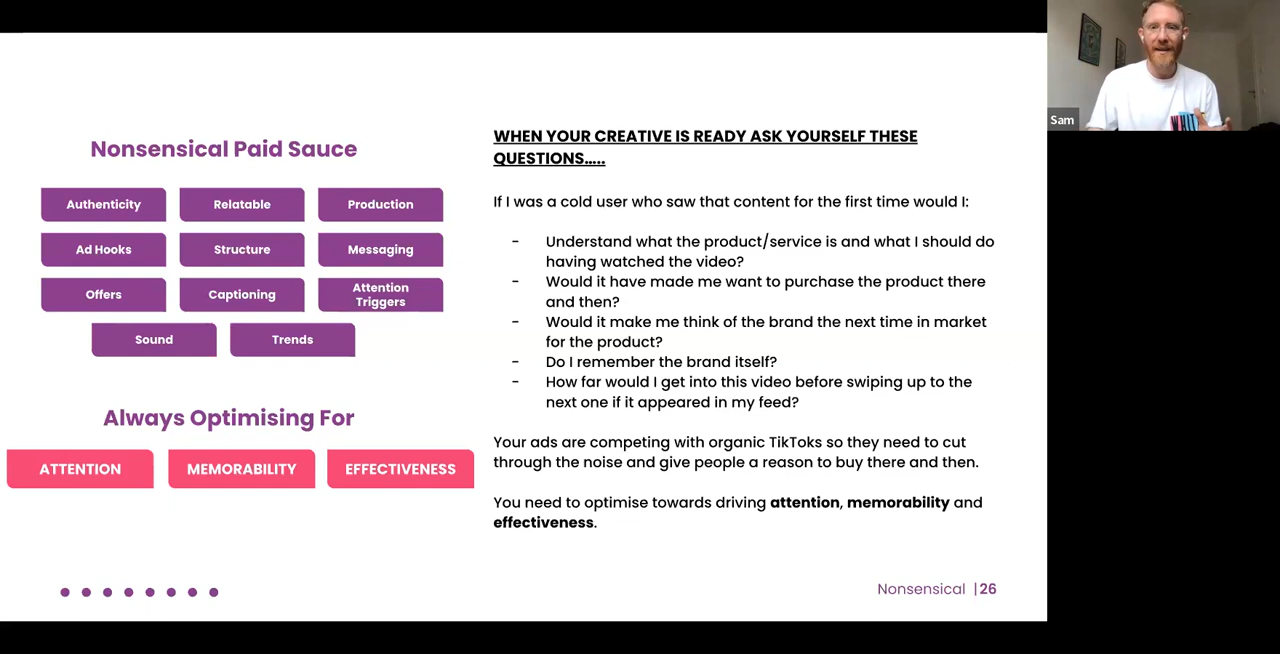 Nonsensical Paid Sauce
Authenticity
Relatable
Production
Ad Hooks
Structure
Messaging
Offers
Captioning
Attention
Triggers
Sound
Trends
Always Optimising For
ATTENTION
MEMORABILITY
EFFECTIVENESS
WHEN YOUR CREATIVE IS READY ASK YOURSELF THESE
QUESTIONS.....
If I was a cold user who saw that content for the first time would I:
- Understand what the product/service is and what I should do
having watched the video?
- Would it have made me want to purchase the product there
and then?
- Would it make me think of the brand the next time in market
for the product?
- Do I remember the brand itself?
- How far would I get into this video before swiping up to the
next one if it appeared in my feed?
Your ads are competing with organic TikToks so they need to cut
through the noise and give people a reason to buy there and then.
You need to optimise towards driving attention, memorability and
effectiveness.
Nonsensical | 26
Sam